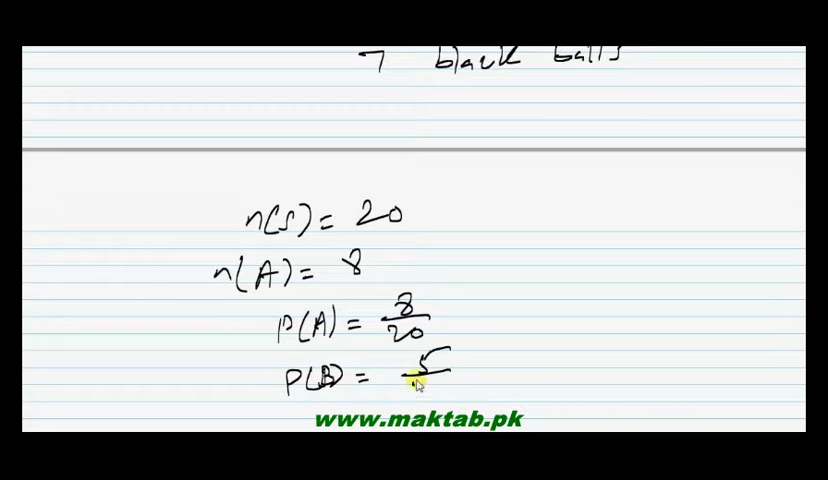 7 black balls
n(S) = 20
n(A) = 8
P(A) = 8/20
P(B) = 5/
www.maktab.pk